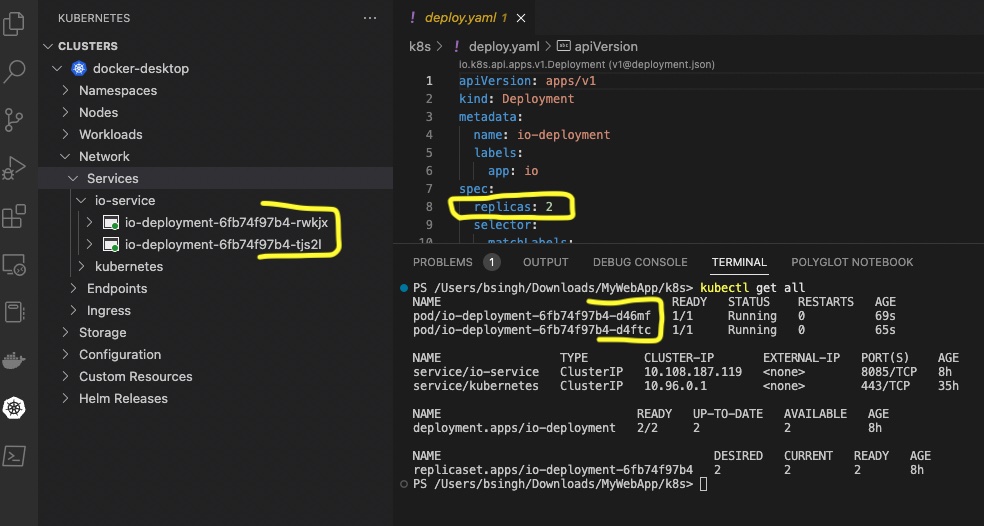 KUBERNETES ...
CLUSTERS
docker-desktop
Namespaces
Nodes
Workloads
Network
Services
io-service
io-deployment-6fb74f97b4-rwkjx
io-deployment-6fb74f97b4-tjs2l
kubernetes
Endpoints
Ingress
Storage
Configuration
Custom Resources
Helm Releases
! deploy.yaml 1 ×
k8s > ! deploy.yaml > abc apiVersion
io.k8s.api.apps.v1.Deployment (v1@deployment.json)
1 apiVersion: apps/v1
2 kind: Deployment
3 metadata:
4 name: io-deployment
5 labels:
6 app: io
7 spec:
8 replicas: 2
9 selector:
10 matchLabels:
PROBLEMS 1 OUTPUT DEBUG CONSOLE TERMINAL POLYGLOT NOTEBOOK
PS /Users/bsingh/Downloads/MyWebApp/k8s> kubectl get all
NAME READY STATUS RESTARTS AGE
pod/io-deployment-6fb74f97b4-d46mf 1/1 Running 0 69s
pod/io-deployment-6fb74f97b4-d4ftc 1/1 Running 0 65s
NAME TYPE CLUSTER-IP EXTERNAL-IP PORT(S) AGE
service/io-service ClusterIP 10.108.187.119 <none> 8085/TCP 8h
service/kubernetes ClusterIP 10.96.0.1 <none> 443/TCP 35h
NAME READY UP-TO-DATE AVAILABLE AGE
deployment.apps/io-deployment 2/2 2 2 8h
NAME DESIRED CURRENT READY AGE
replicaset.apps/io-deployment-6fb74f97b4 2 2 2 8h
PS /Users/bsingh/Downloads/MyWebApp/k8s>